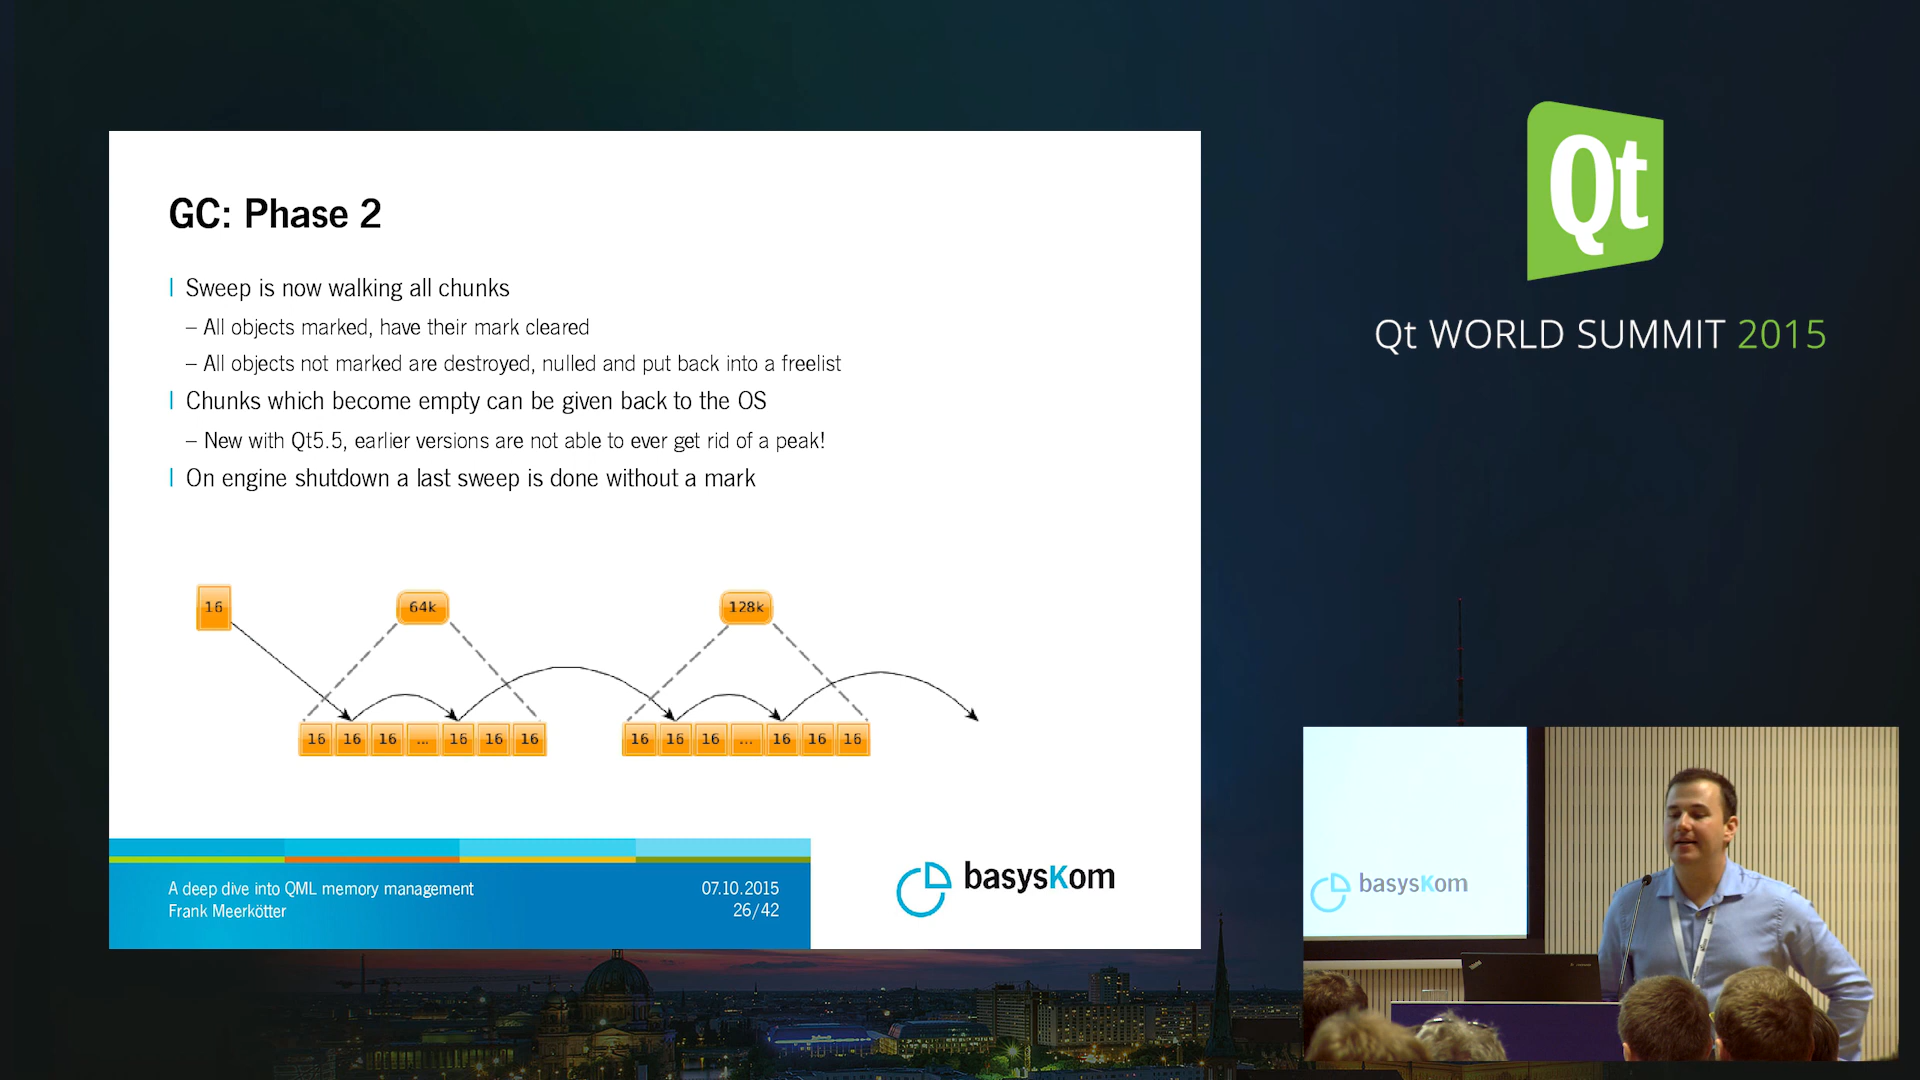 GC: Phase 2
Sweep is now walking all chunks
– All objects marked, have their mark cleared
– All objects not marked are destroyed, nulled and put back into a freelist
Chunks which become empty can be given back to the OS
– New with Qt5.5, earlier versions are not able to ever get rid of a peak!
On engine shutdown a last sweep is done without a mark
16 64k 128k
16 16 16 ... 16 16 16 16 16 16 ... 16 16 16
A deep dive into QML memory management 07.10.2015
Frank Meerkötter 26/42
basysKom
Qt
Qt WORLD SUMMIT 2015
basysKom